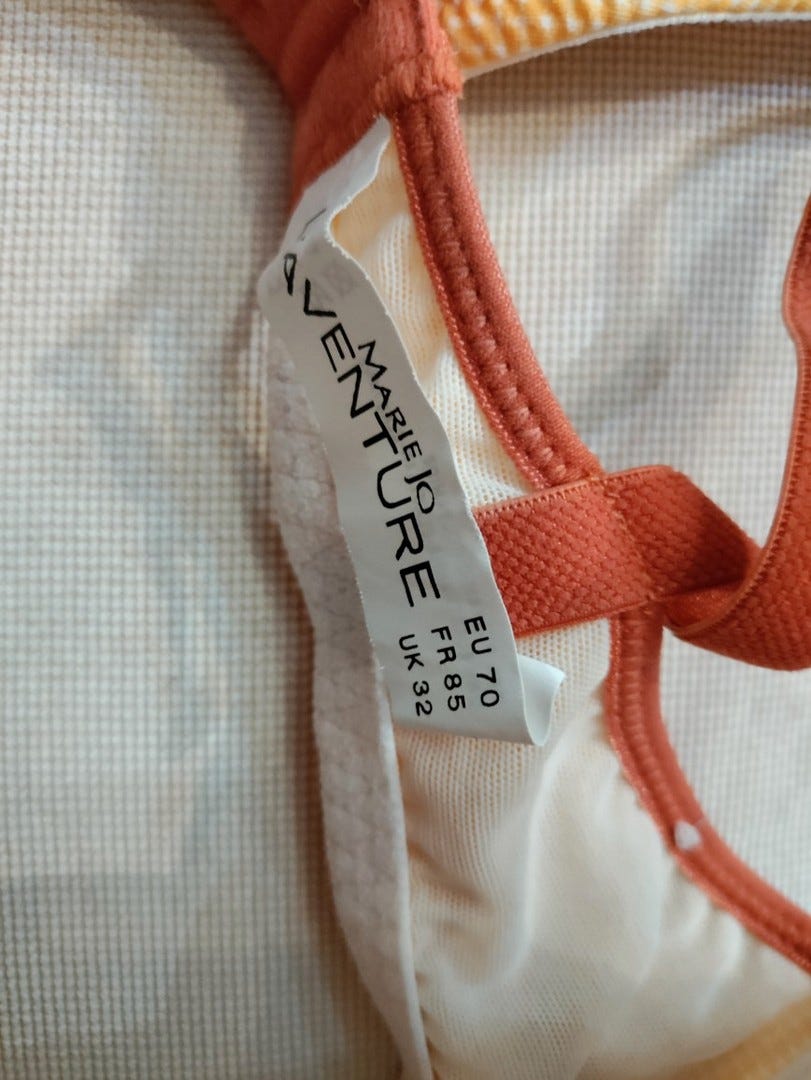 MARIE JO
L'AVENTURE
EU 70
FR 85
UK 32